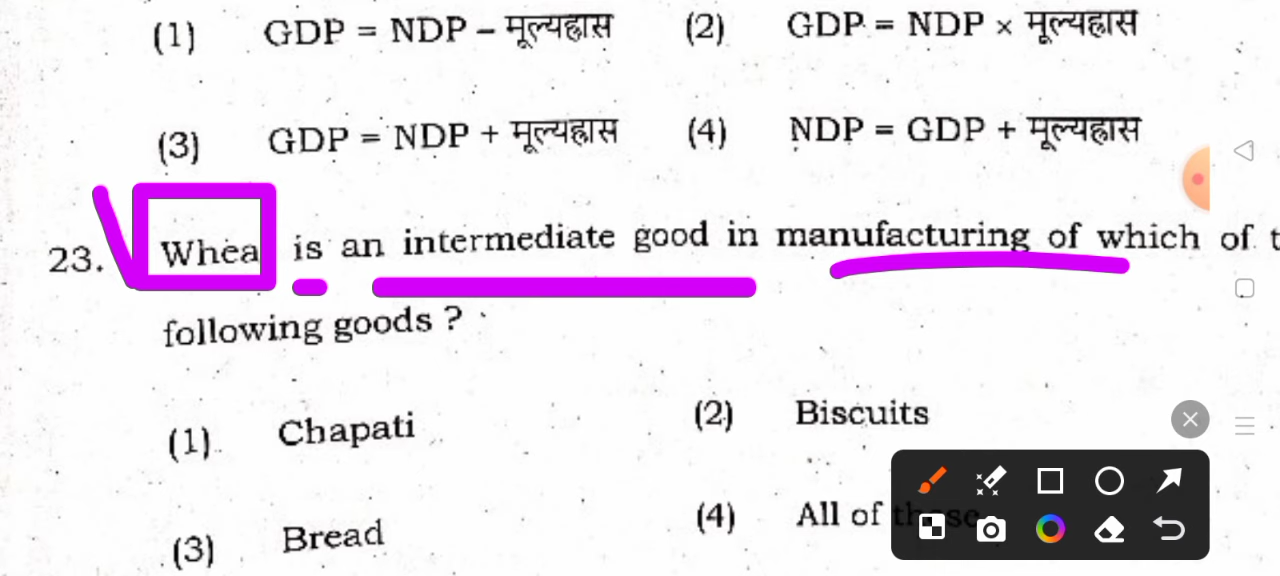 (1) GDP = NDP – मूल्यह्रास (2) GDP = NDP × मूल्यह्रास
(3) GDP = NDP + मूल्यह्रास (4) NDP = GDP + मूल्यह्रास
23. Whea is an intermediate good in manufacturing of which of t
following goods ?
(1) Chapati (2) Biscuits
(3) Bread (4) All of these